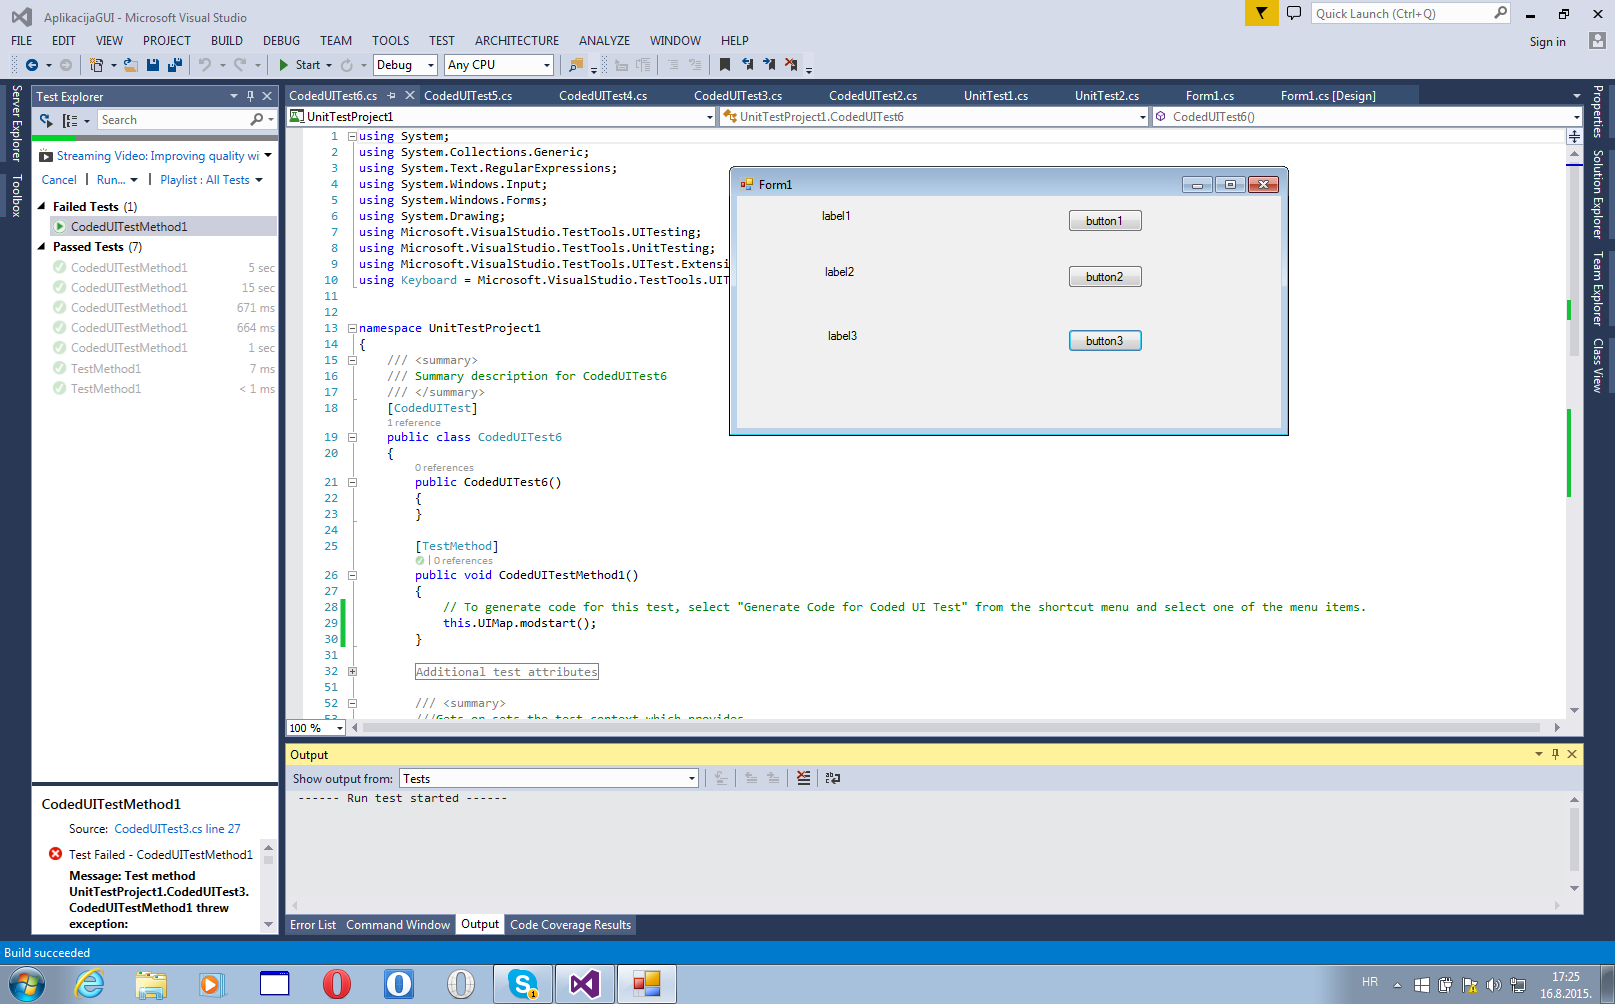 AplikacijaGUI - Microsoft Visual Studio
Quick Launch (Ctrl+Q)
FILE EDIT VIEW PROJECT BUILD DEBUG TEAM TOOLS TEST ARCHITECTURE ANALYZE WINDOW HELP
Sign in
Start Debug Any CPU
Server Explorer
Toolbox
Test Explorer
Search
Streaming Video: Improving quality wi
Cancel | Run... | Playlist : All Tests
Failed Tests (1)
CodedUITestMethod1
Passed Tests (7)
CodedUITestMethod1 5 sec
CodedUITestMethod1 15 sec
CodedUITestMethod1 671 ms
CodedUITestMethod1 664 ms
CodedUITestMethod1 1 sec
TestMethod1 7 ms
TestMethod1 < 1 ms
CodedUITestMethod1
Source: CodedUITest3.cs line 27
Test Failed - CodedUITestMethod1
Message: Test method
UnitTestProject1.CodedUITest3.
CodedUITestMethod1 threw
exception:
CodedUITest6.cs CodedUITest5.cs CodedUITest4.cs CodedUITest3.cs CodedUITest2.cs UnitTest1.cs UnitTest2.cs Form1.cs Form1.cs [Design]
UnitTestProject1 UnitTestProject1.CodedUITest6 CodedUITest6()
1 using System;
2 using System.Collections.Generic;
3 using System.Text.RegularExpressions;
4 using System.Windows.Input;
5 using System.Windows.Forms;
6 using System.Drawing;
7 using Microsoft.VisualStudio.TestTools.UITesting;
8 using Microsoft.VisualStudio.TestTools.UnitTesting;
9 using Microsoft.VisualStudio.TestTools.UITest.Extensi
10 using Keyboard = Microsoft.VisualStudio.TestTools.UIT
11
12
13 namespace UnitTestProject1
14 {
15 /// <summary>
16 /// Summary description for CodedUITest6
17 /// </summary>
18 [CodedUITest]
1 reference
19 public class CodedUITest6
20 {
0 references
21 public CodedUITest6()
22 {
23 }
24
25 [TestMethod]
| 0 references
26 public void CodedUITestMethod1()
27 {
28 // To generate code for this test, select "Generate Code for Coded UI Test" from the shortcut menu and select one of the menu items.
29 this.UIMap.modstart();
30 }
31
32 Additional test attributes
51
52 /// <summary>
53 ///Gets or sets the test context which provides
100 %
Form1
label1 button1
label2 button2
label3 button3
Properties
Solution Explorer
Team Explorer
Class View
Output
Show output from: Tests
------ Run test started ------
Error List Command Window Output Code Coverage Results
Build succeeded
HR
17:25
16.8.2015.